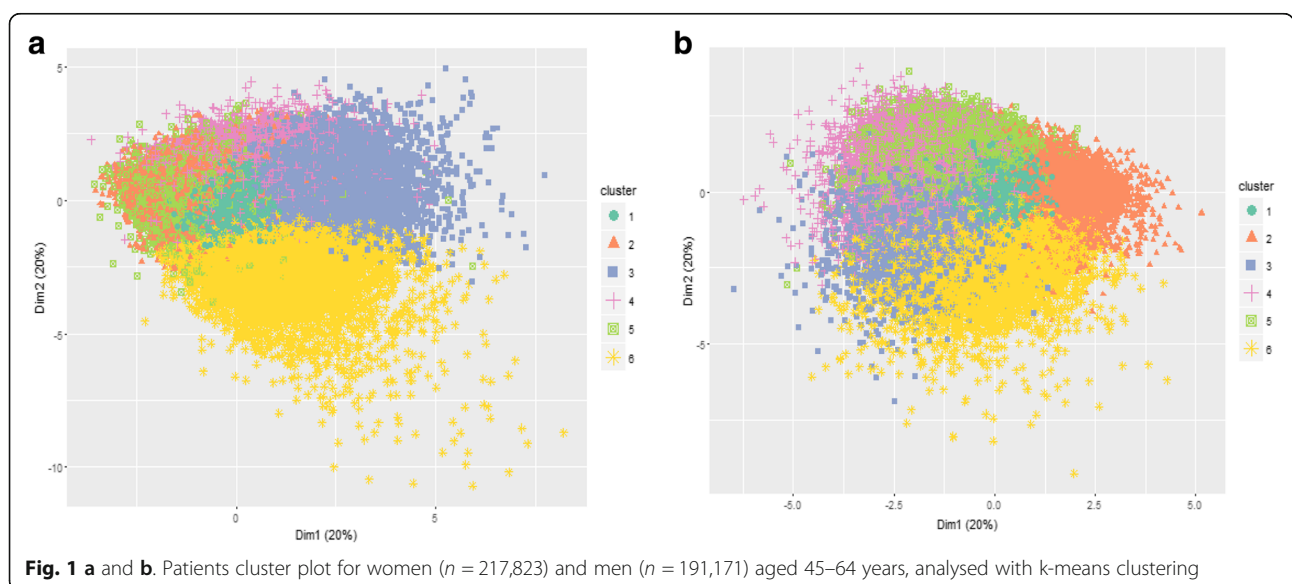 a
5
0
-5
-10
0
5
Dim2 (20%)
Dim1 (20%)
cluster
1
2
3
4
5
6
b
0
-5
-5.0
-2.5
0.0
2.5
5.0
Dim2 (20%)
Dim1 (20%)
cluster
1
2
3
4
5
6
Fig. 1 a and b. Patients cluster plot for women (n = 217,823) and men (n = 191,171) aged 45–64 years, analysed with k-means clustering